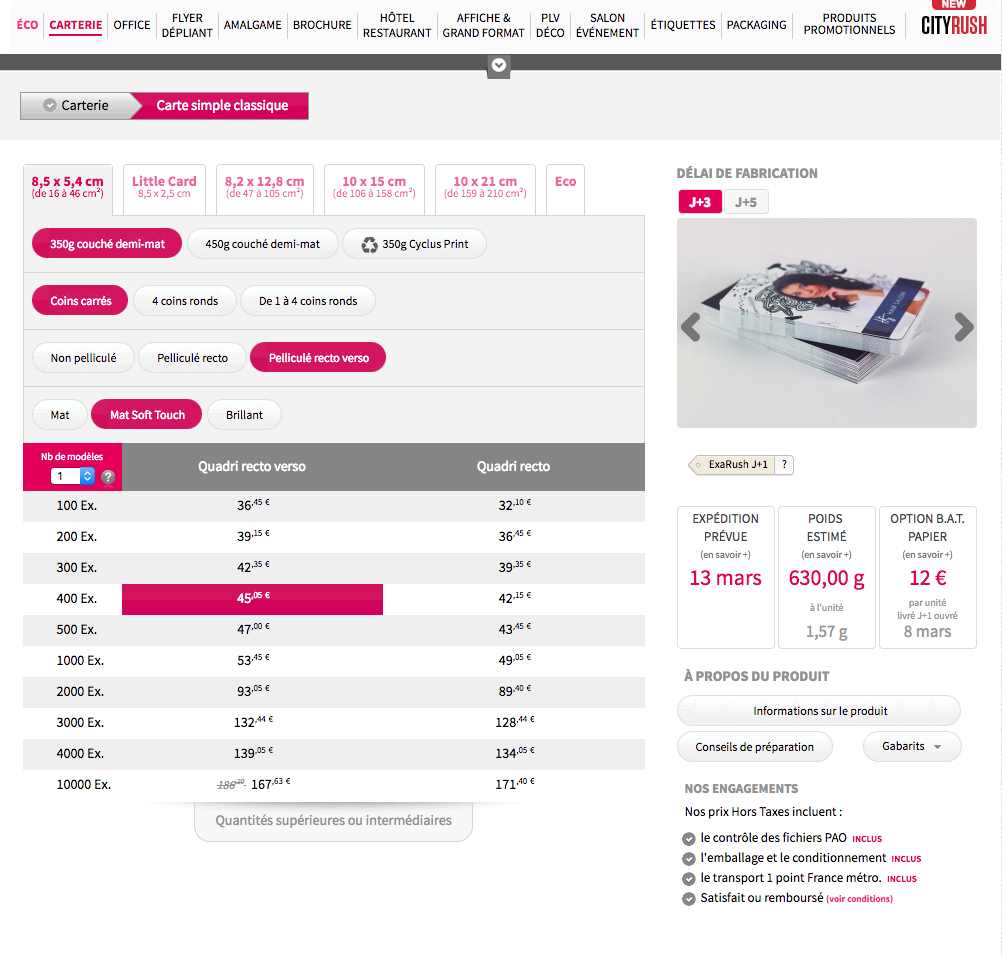 NEW
ÉCO CARTERIE OFFICE FLYER DÉPLIANT AMALGAME BROCHURE HÔTEL RESTAURANT AFFICHE & GRAND FORMAT PLV DÉCO SALON ÉVÉNEMENT ÉTIQUETTES PACKAGING PRODUITS PROMOTIONNELS CITYRUSH
Carterie Carte simple classique
8,5 x 5,4 cm
(de 16 à 46 cm²)
Little Card
8,5 x 2,5 cm
8,2 x 12,8 cm
(de 47 à 105 cm²)
10 x 15 cm
(de 106 à 158 cm²)
10 x 21 cm
(de 159 à 210 cm²)
Eco
350g couché demi-mat 450g couché demi-mat 350g Cyclus Print
Coins carrés 4 coins ronds De 1 à 4 coins ronds
Non pelliculé Pelliculé recto Pelliculé recto verso
Mat Mat Soft Touch Brillant
Nb de modèles
1 ?
Quadri recto verso Quadri recto
100 Ex. 36,45 € 32,10 €
200 Ex. 39,15 € 36,45 €
300 Ex. 42,35 € 39,35 €
400 Ex. 45,05 € 42,15 €
500 Ex. 47,00 € 43,45 €
1000 Ex. 53,45 € 49,05 €
2000 Ex. 93,05 € 89,40 €
3000 Ex. 132,44 € 128,44 €
4000 Ex. 139,05 € 134,05 €
10000 Ex. 167,63 € 171,40 €
Quantités supérieures ou intermédiaires
DÉLAI DE FABRICATION
J+3 J+5
HAIR SALON
ExaRush J+1 ?
EXPÉDITION PRÉVUE
(en savoir +)
13 mars
POIDS ESTIMÉ
(en savoir +)
630,00 g
à l'unité
1,57 g
OPTION B.A.T. PAPIER
(en savoir +)
12 €
par unité
livré J+1 ouvré
8 mars
À PROPOS DU PRODUIT
Informations sur le produit
Conseils de préparation Gabarits
NOS ENGAGEMENTS
Nos prix Hors Taxes incluent :
le contrôle des fichiers PAO INCLUS
l'emballage et le conditionnement INCLUS
le transport 1 point France métro. INCLUS
Satisfait ou remboursé (voir conditions)